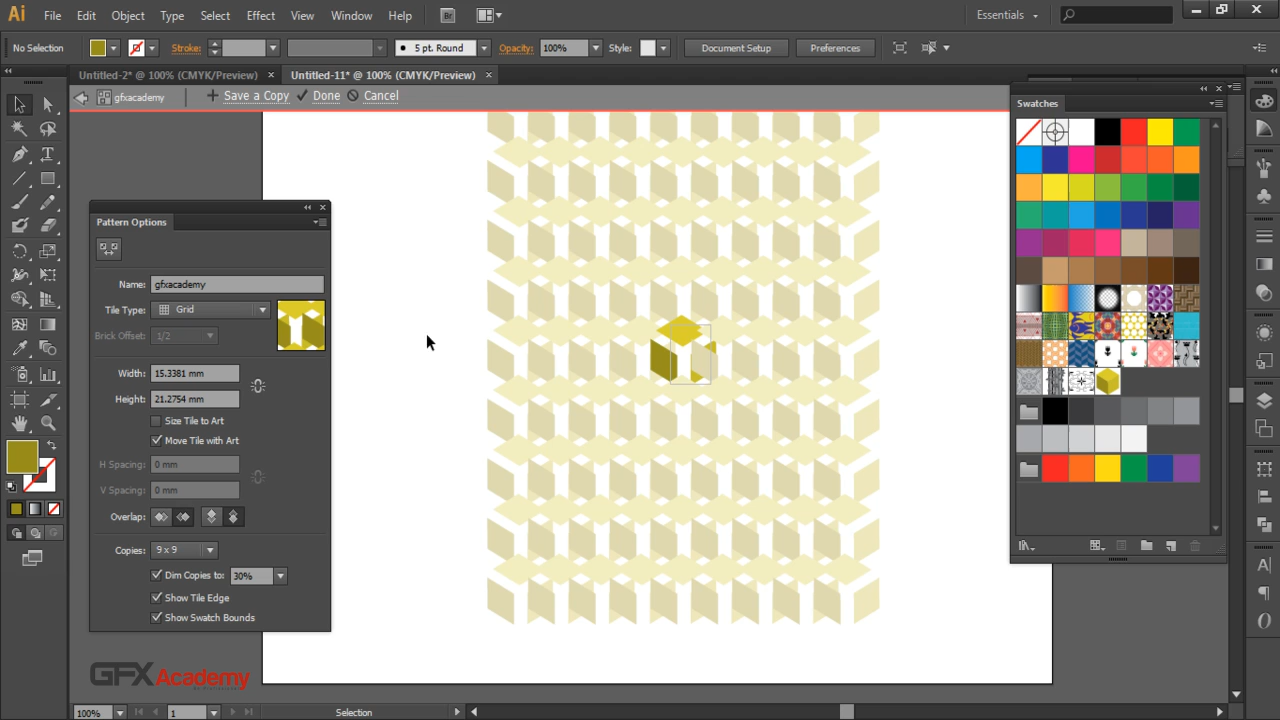 Ai File Edit Object Type Select Effect View Window Help Br Essentials
No Selection Stroke: 5 pt. Round Opacity: 100% Style: Document Setup Preferences
Untitled-2* @ 100% (CMYK/Preview) × Untitled-11* @ 100% (CMYK/Preview) ×
gfxacademy + Save a Copy Done Cancel
Swatches
Pattern Options
Name: gfxacademy
Tile Type: Grid
Brick Offset: 1/2
Width: 15.3381 mm
Height: 21.2754 mm
Size Tile to Art
Move Tile with Art
H Spacing: 0 mm
V Spacing: 0 mm
Overlap:
Copies: 9 x 9
Dim Copies to: 30%
Show Tile Edge
Show Swatch Bounds
GFX Academy
100% 1 Selection